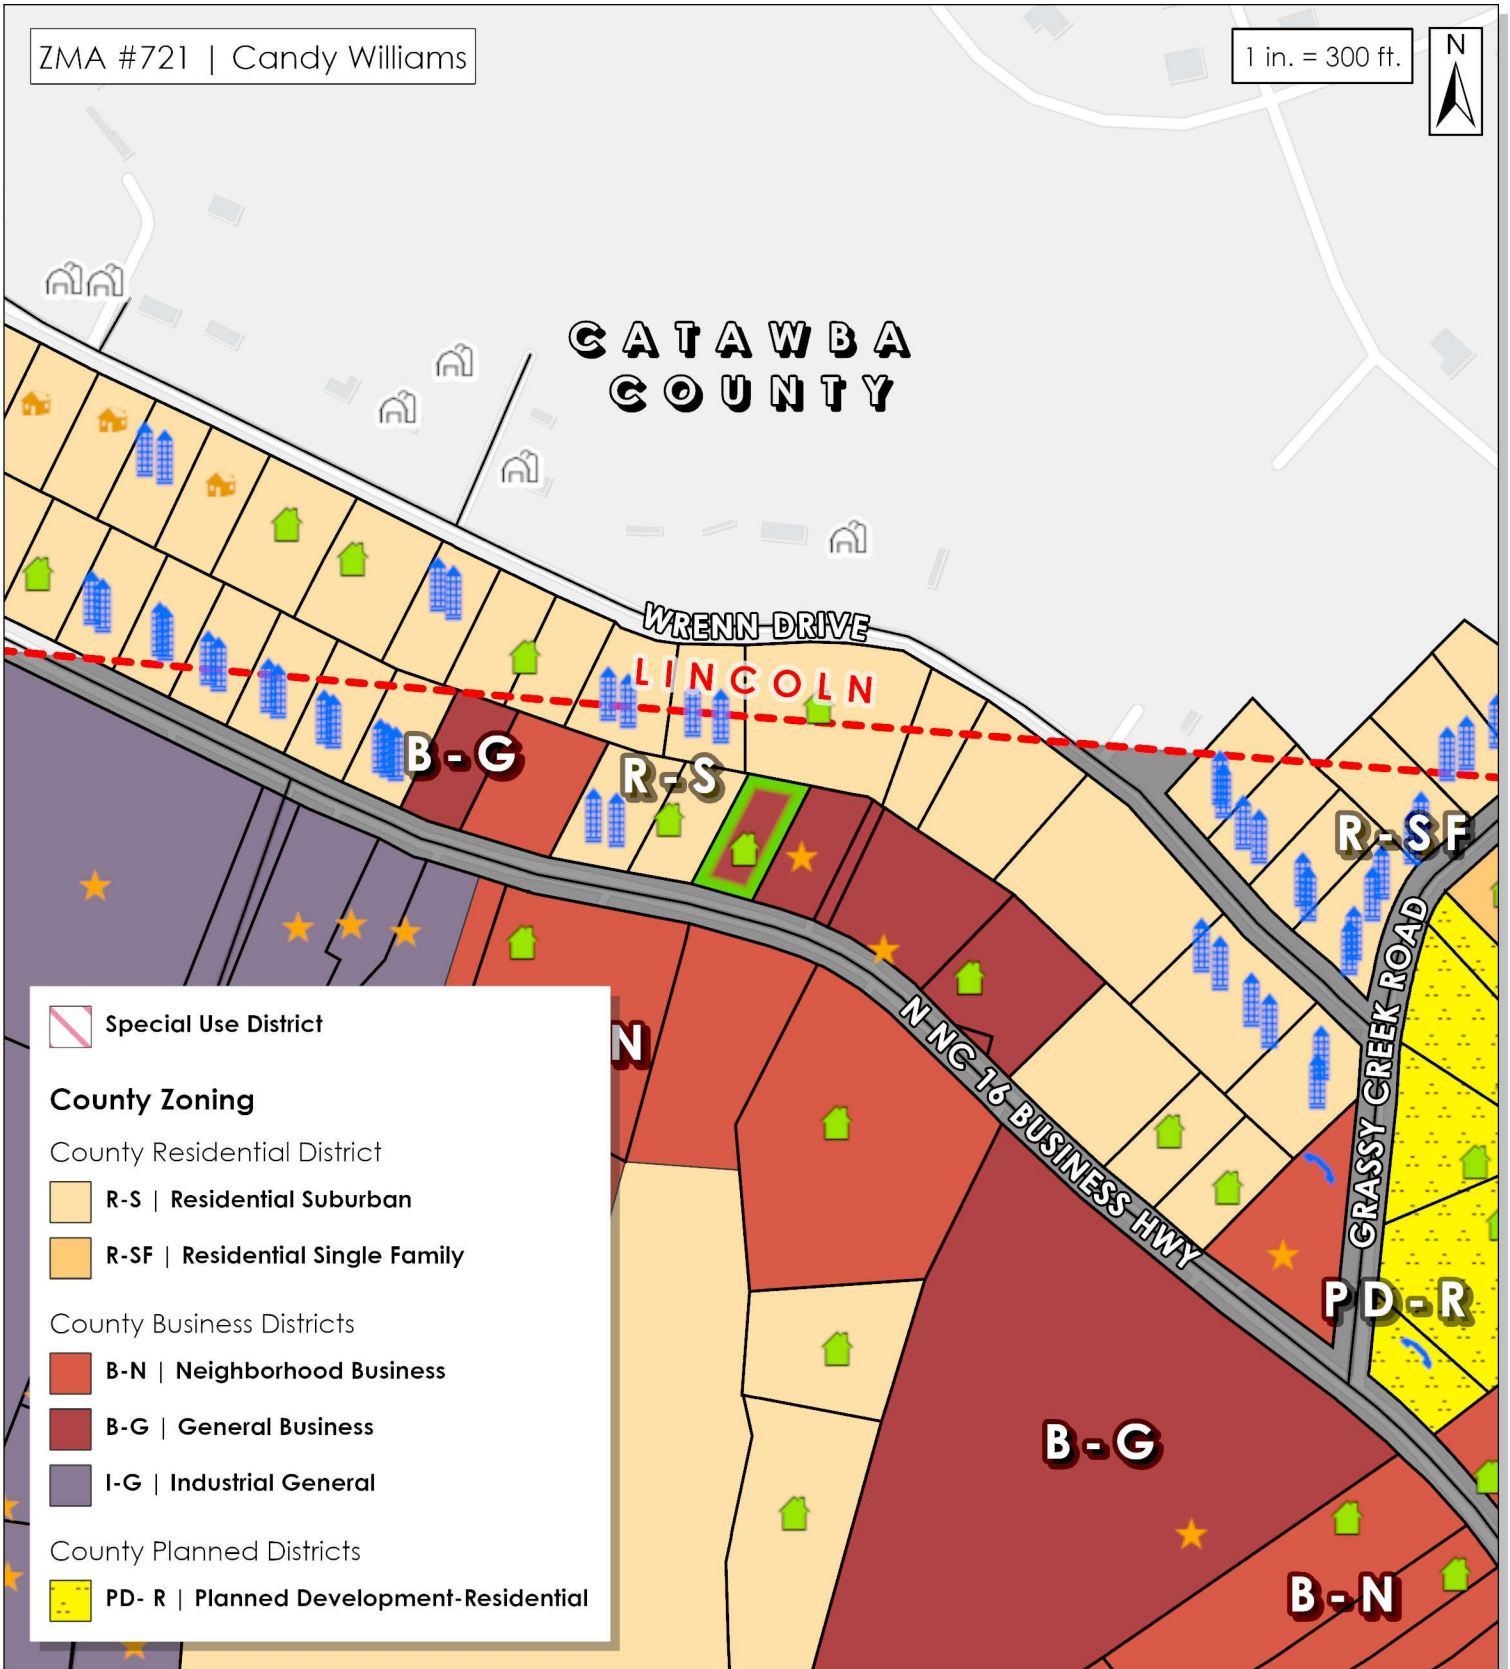 ZMA #721 | Candy Williams
1 in. = 300 ft.
N
CATAWBA
COUNTY
WRENN DRIVE
LINCOLN
B-G
R-S
R-SF
GRASSY CREEK ROAD
N NC 16 BUSINESS HWY
N
PD-R
B-G
B-N
Special Use District
County Zoning
County Residential District
R-S | Residential Suburban
R-SF | Residential Single Family
County Business Districts
B-N | Neighborhood Business
B-G | General Business
I-G | Industrial General
County Planned Districts
PD- R | Planned Development-Residential